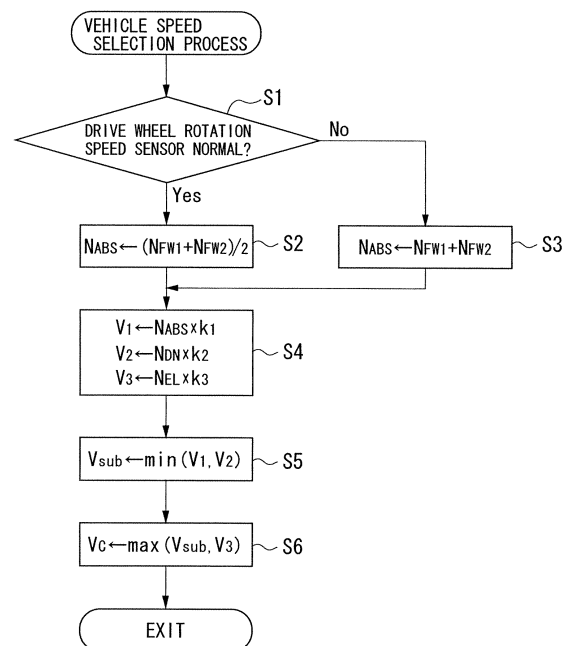 VEHICLE SPEED
SELECTION PROCESS
S1
DRIVE WHEEL ROTATION
SPEED SENSOR NORMAL?
No
Yes
NABS←(NFW1+NFW2)/2
S2
NABS←NFW1+NFW2
S3
V1←NABS×k1
V2←NDN×k2
V3←NEL×k3
S4
Vsub←min(V1,V2)
S5
VC←max(Vsub,V3)
S6
EXIT